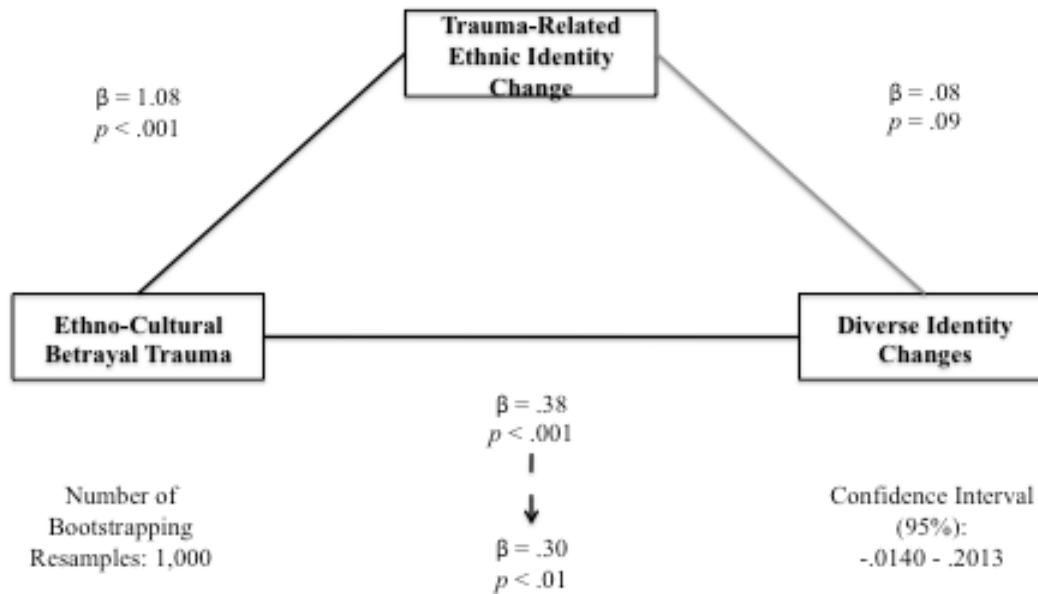 Trauma-Related
Ethnic Identity
Change
β = 1.08
p < .001
β = .08
p = .09
Ethno-Cultural
Betrayal Trauma
Diverse Identity
Changes
β = .38
p < .001
Number of
Bootstrapping
Resamples: 1,000
β = .30
p < .01
Confidence Interval
(95%):
-.0140 - .2013